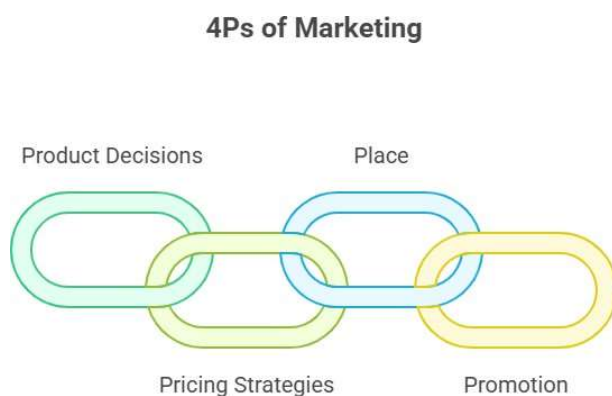 4Ps of Marketing
Product Decisions
Place
Pricing Strategies
Promotion